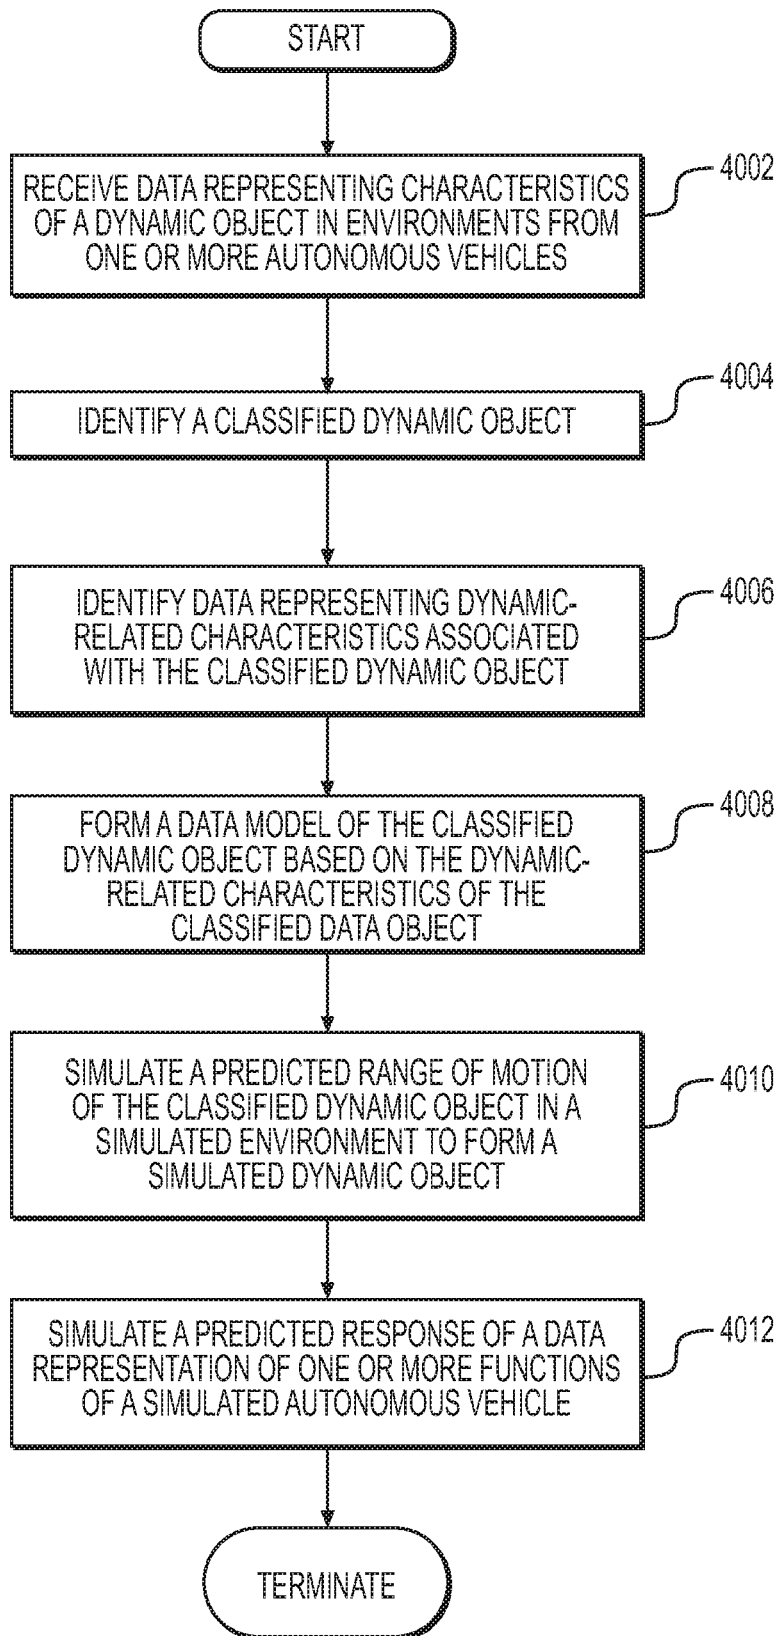 START
RECEIVE DATA REPRESENTING CHARACTERISTICS
OF A DYNAMIC OBJECT IN ENVIRONMENTS FROM
ONE OR MORE AUTONOMOUS VEHICLES
4002
IDENTIFY A CLASSIFIED DYNAMIC OBJECT
4004
IDENTIFY DATA REPRESENTING DYNAMIC-
RELATED CHARACTERISTICS ASSOCIATED
WITH THE CLASSIFIED DYNAMIC OBJECT
4006
FORM A DATA MODEL OF THE CLASSIFIED
DYNAMIC OBJECT BASED ON THE DYNAMIC-
RELATED CHARACTERISTICS OF THE
CLASSIFIED DATA OBJECT
4008
SIMULATE A PREDICTED RANGE OF MOTION
OF THE CLASSIFIED DYNAMIC OBJECT IN A
SIMULATED ENVIRONMENT TO FORM A
SIMULATED DYNAMIC OBJECT
4010
SIMULATE A PREDICTED RESPONSE OF A DATA
REPRESENTATION OF ONE OR MORE FUNCTIONS
OF A SIMULATED AUTONOMOUS VEHICLE
4012
TERMINATE